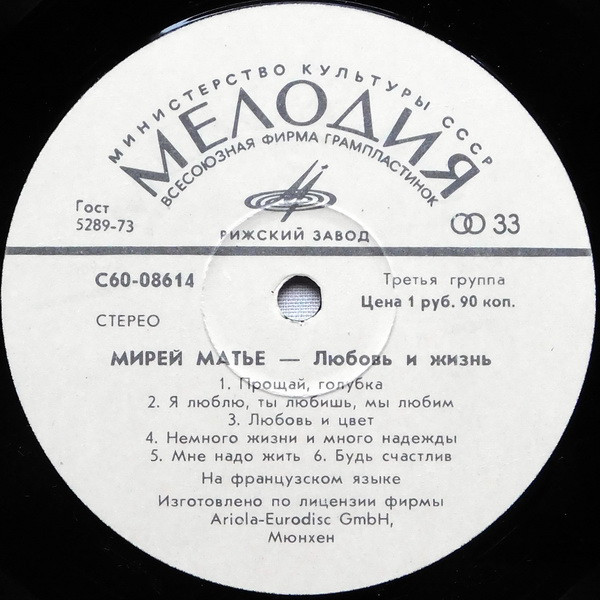 МИНИСТЕРСТВО КУЛЬТУРЫ СССР
МЕЛОДИЯ
ВСЕСОЮЗНАЯ ФИРМА ГРАМПЛАСТИНОК
Гост
5289-73
РИЖСКИЙ ЗАВОД
33
С60-08614
Третья группа
Цена 1 руб. 90 коп.
СТЕРЕО
МИРЕЙ МАТЬЕ — Любовь и жизнь
1. Прощай, голубка
2. Я люблю, ты любишь, мы любим
3. Любовь и цвет
4. Немного жизни и много надежды
5. Мне надо жить 6. Будь счастлив
На французском языке
Изготовлено по лицензии фирмы
Ariola-Eurodisc GmbH,
Мюнхен